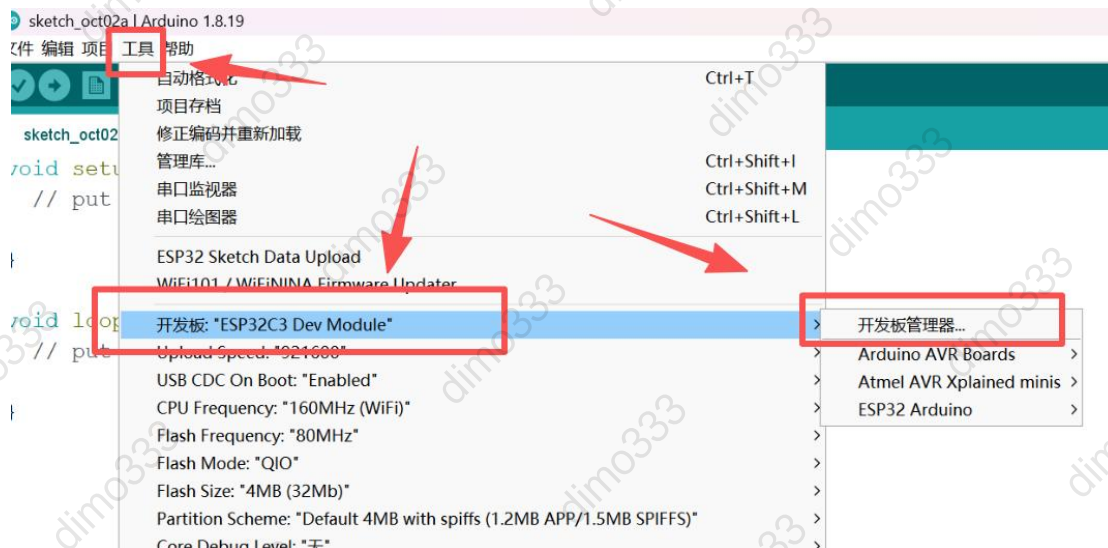 sketch_oct02a | Arduino 1.8.19
文件 编辑 项目 工具 帮助
自动格式化 Ctrl+T
项目存档
sketch_oct02
修正编码并重新加载
管理库... Ctrl+Shift+I
串口监视器 Ctrl+Shift+M
串口绘图器 Ctrl+Shift+L
void setu
// put
}
ESP32 Sketch Data Upload
WiFi101 / WiFiNINA Firmware Updater
void loop
// put
}
开发板: "ESP32C3 Dev Module"
开发板管理器...
Upload Speed: "921600"
Arduino AVR Boards
USB CDC On Boot: "Enabled"
Atmel AVR Xplained minis
CPU Frequency: "160MHz (WiFi)"
ESP32 Arduino
Flash Frequency: "80MHz"
Flash Mode: "QIO"
Flash Size: "4MB (32Mb)"
Partition Scheme: "Default 4MB with spiffs (1.2MB APP/1.5MB SPIFFS)"
Core Debug Level: "无"
dimo333